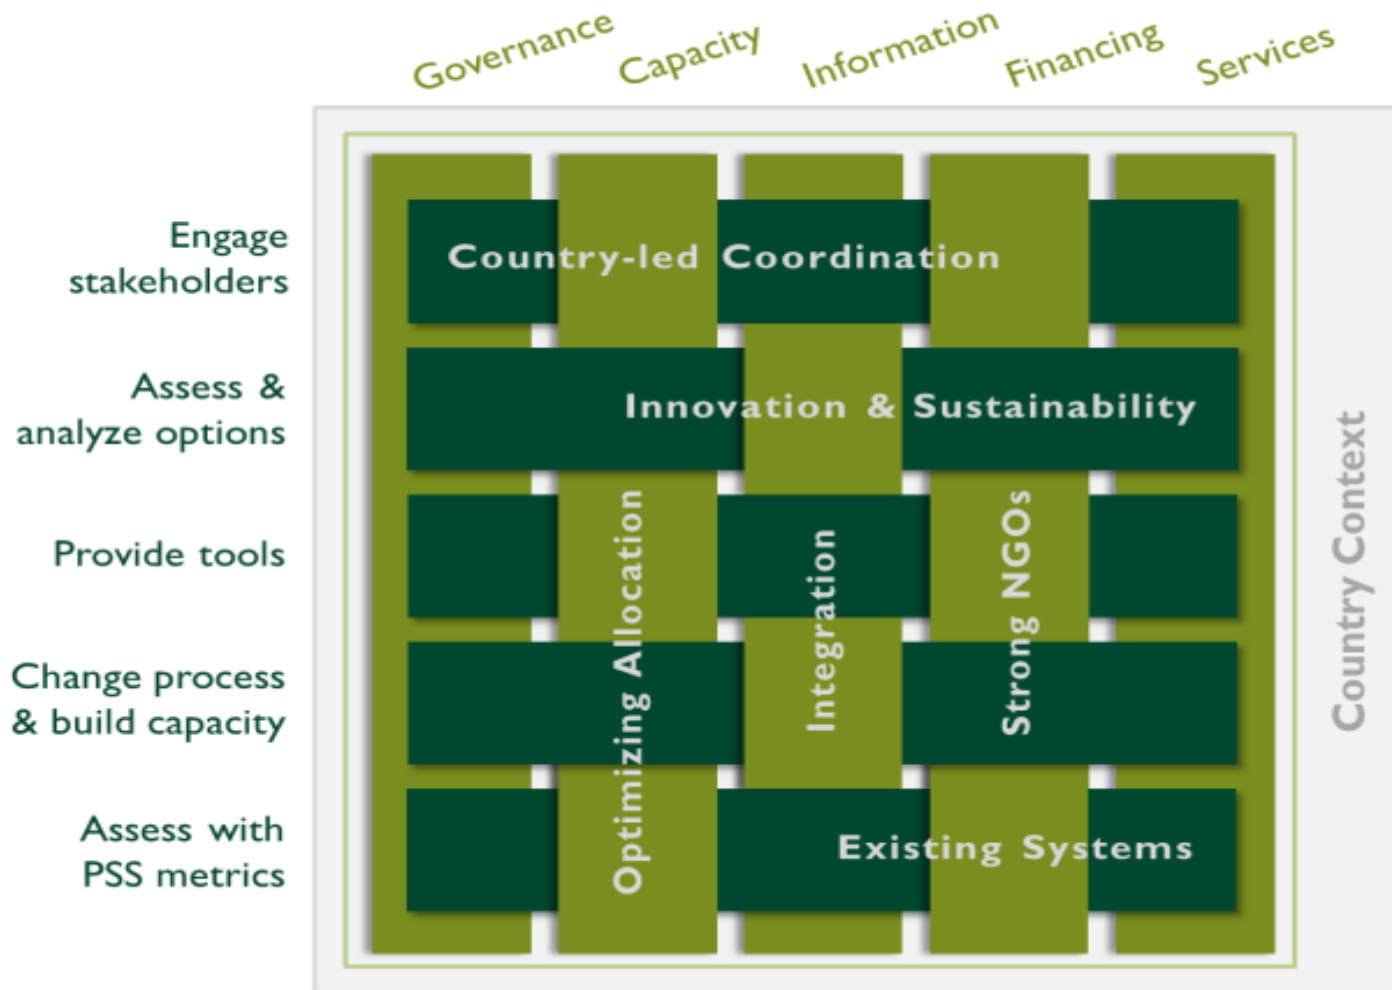 Governance
Capacity
Information
Financing
Services
Engage
stakeholders
Country-led Coordination
Assess &
analyze options
Innovation & Sustainability
Provide tools
Change process
& build capacity
Optimizing Allocation
Integration
Strong NGOs
Assess with
PSS metrics
Existing Systems
Country Context